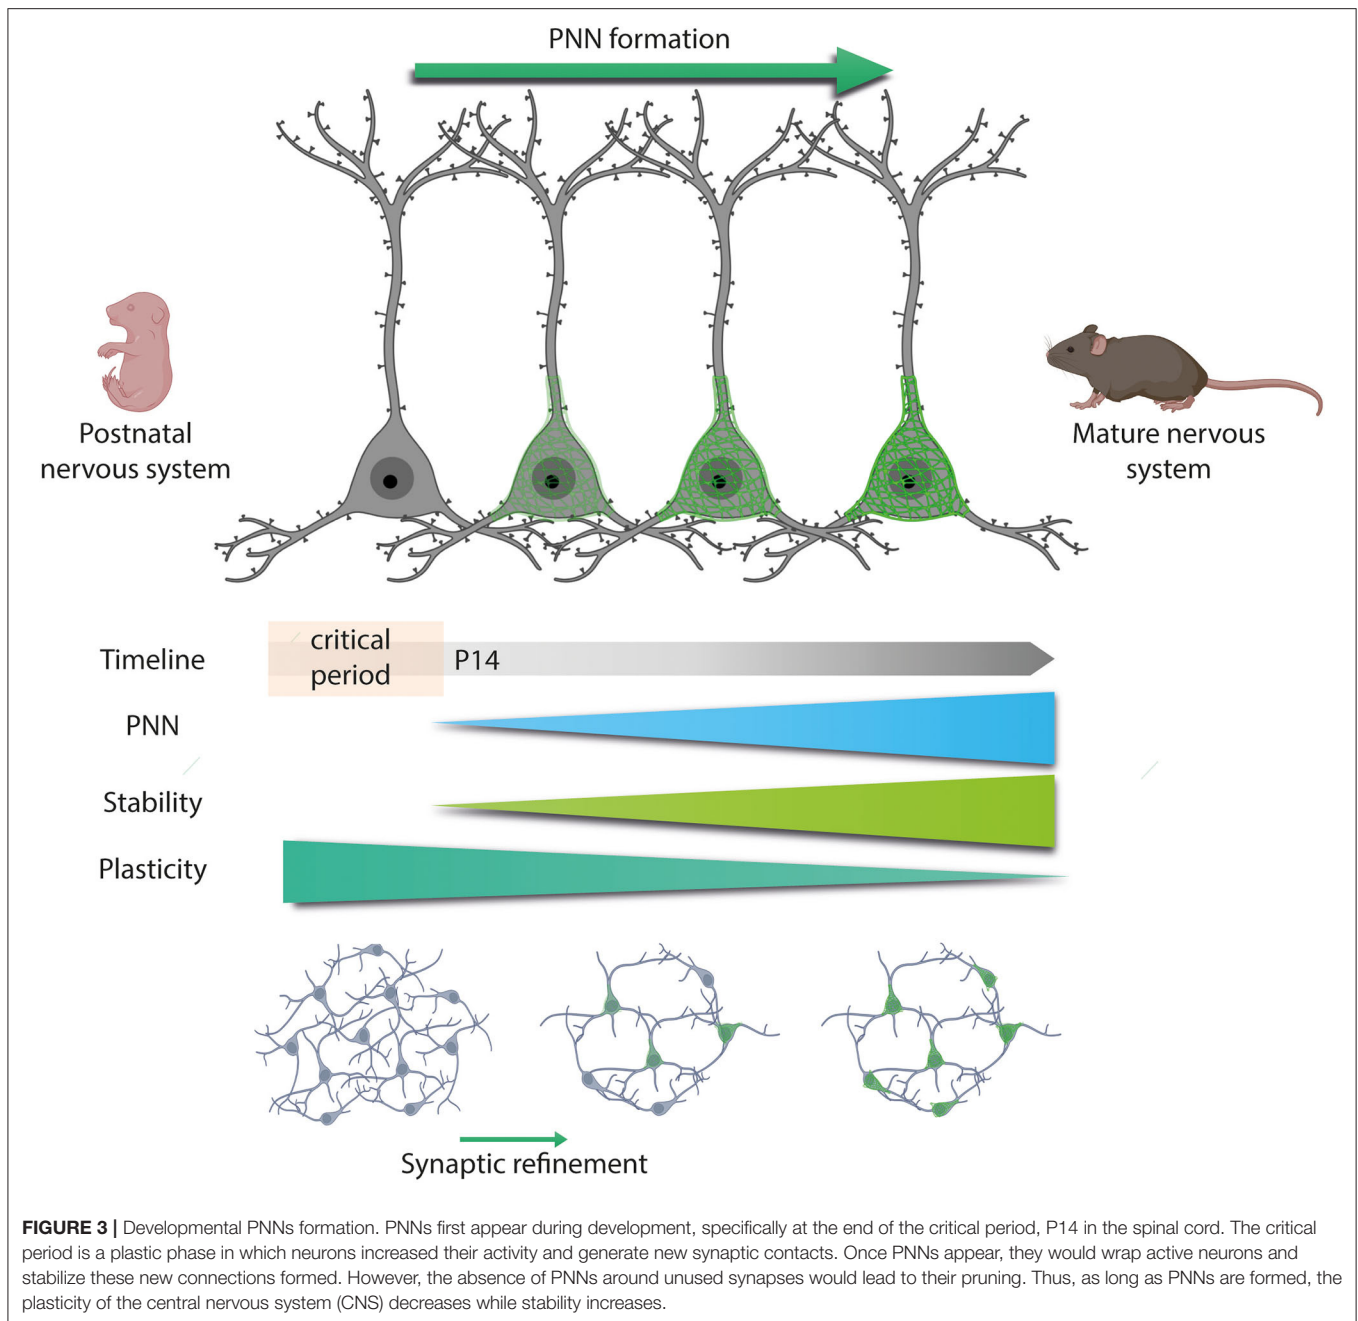 PNN formation
Postnatal
nervous system
Mature nervous
system
Timeline
critical
period
P14
PNN
Stability
Plasticity
Synaptic refinement
FIGURE 3 | Developmental PNNs formation. PNNs first appear during development, specifically at the end of the critical period, P14 in the spinal cord. The critical
period is a plastic phase in which neurons increased their activity and generate new synaptic contacts. Once PNNs appear, they would wrap active neurons and
stabilize these new connections formed. However, the absence of PNNs around unused synapses would lead to their pruning. Thus, as long as PNNs are formed, the
plasticity of the central nervous system (CNS) decreases while stability increases.